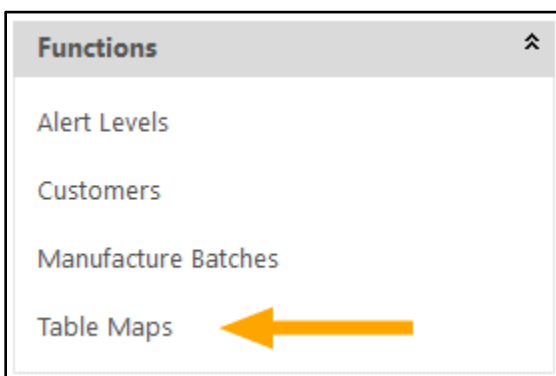 Functions
Alert Levels
Customers
Manufacture Batches
Table Maps